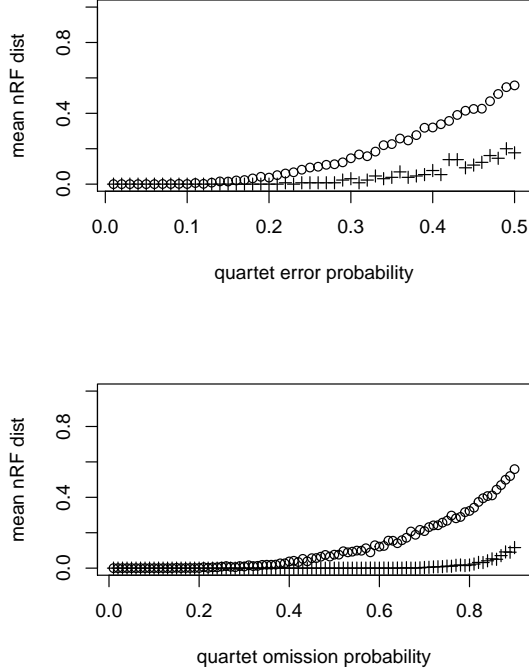 mean nRF dist
0.0 0.4 0.8
0.0 0.1 0.2 0.3 0.4 0.5
quartet error probability
mean nRF dist
0.0 0.4 0.8
0.0 0.2 0.4 0.6 0.8
quartet omission probability